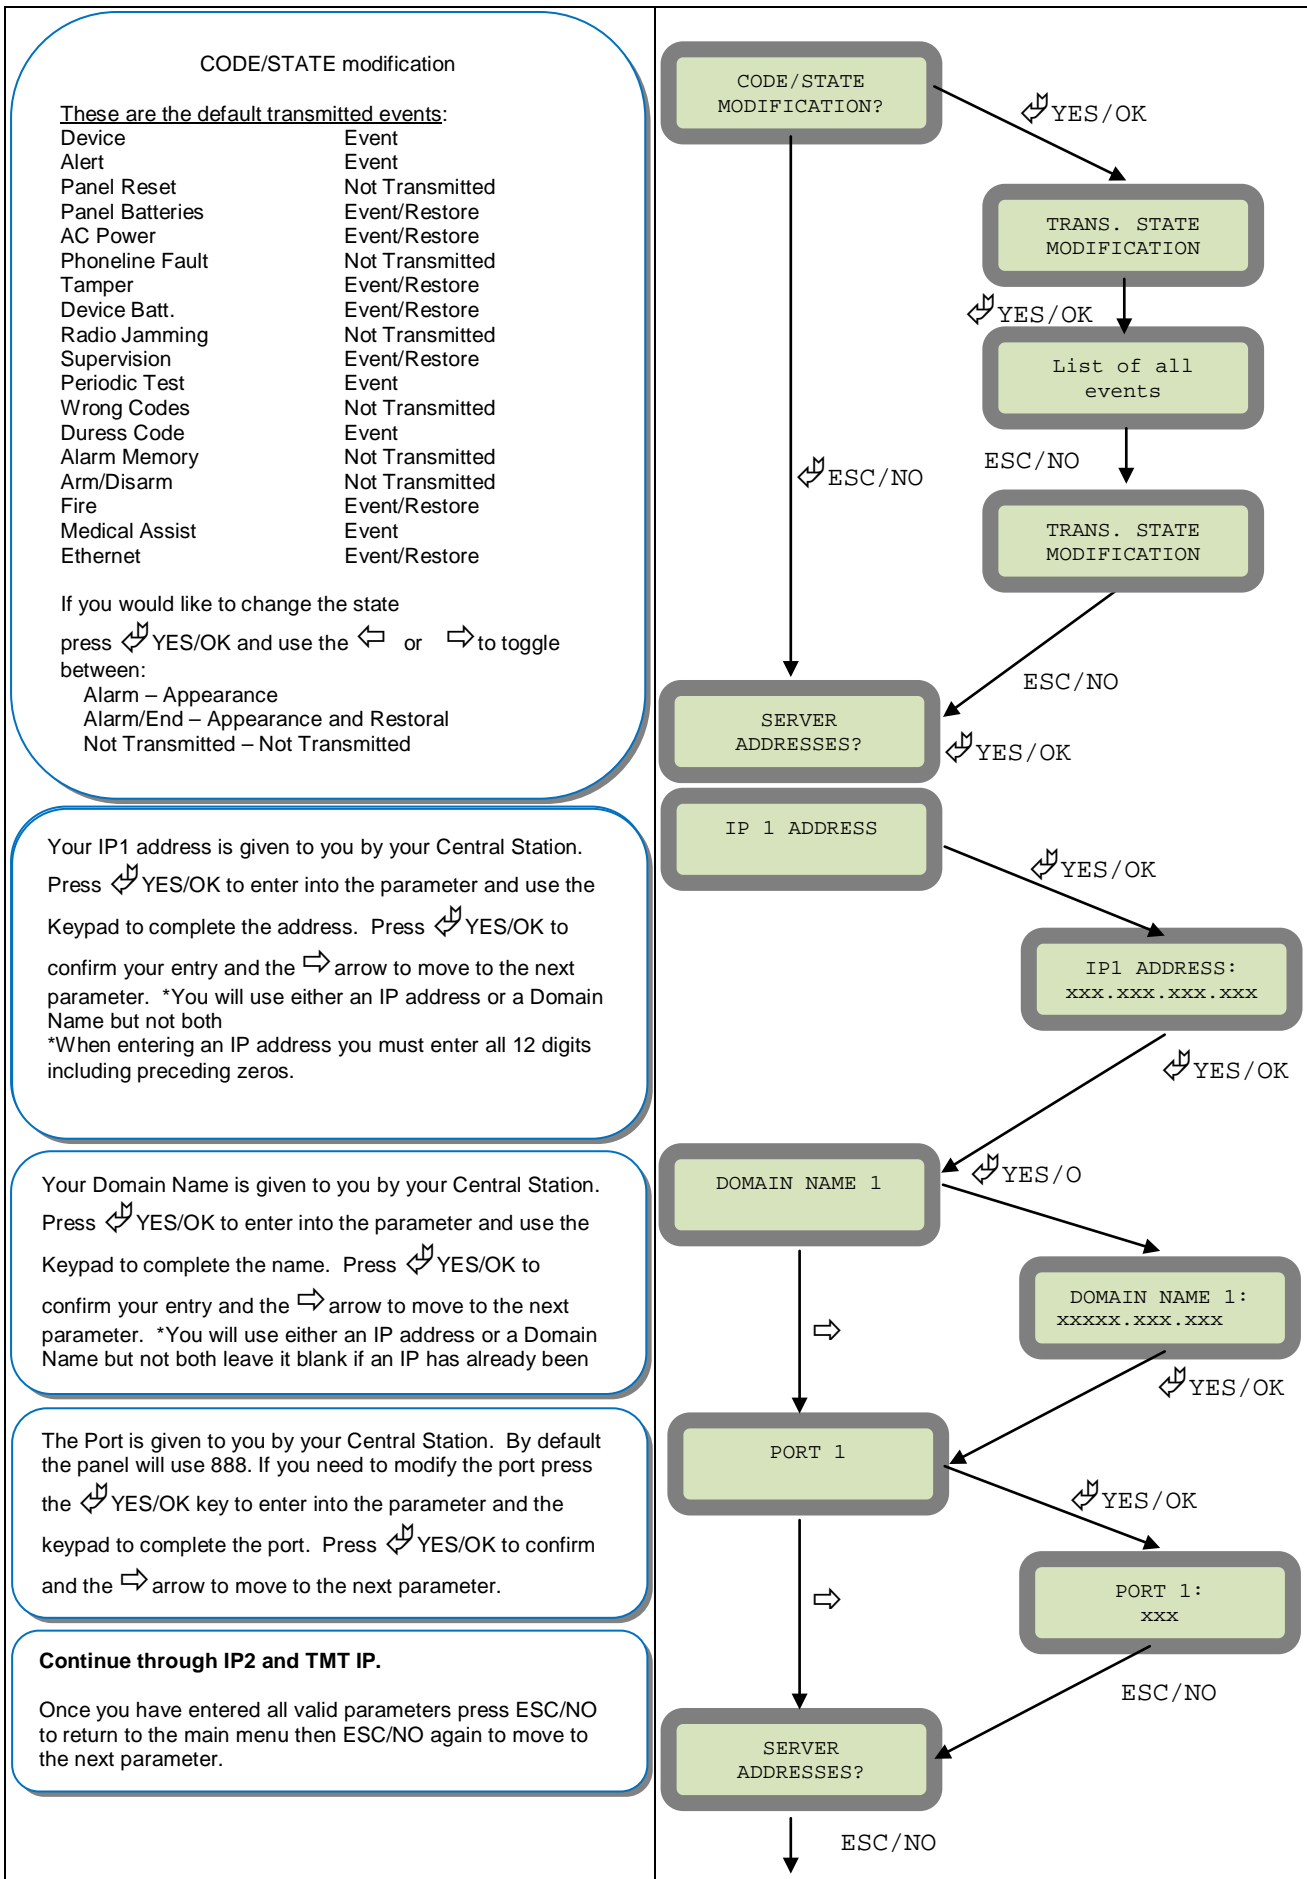 CODE/STATE modification
These are the default transmitted events:
Device Event
Alert Event
Panel Reset Not Transmitted
Panel Batteries Event/Restore
AC Power Event/Restore
Phoneline Fault Not Transmitted
Tamper Event/Restore
Device Batt. Event/Restore
Radio Jamming Not Transmitted
Supervision Event/Restore
Periodic Test Event
Wrong Codes Not Transmitted
Duress Code Event
Alarm Memory Not Transmitted
Arm/Disarm Not Transmitted
Fire Event/Restore
Medical Assist Event
Ethernet Event/Restore
If you would like to change the state
press YES/OK and use the ⇦ or ⇨ to toggle
between:
Alarm – Appearance
Alarm/End – Appearance and Restoral
Not Transmitted – Not Transmitted
Your IP1 address is given to you by your Central Station.
Press YES/OK to enter into the parameter and use the
Keypad to complete the address. Press YES/OK to
confirm your entry and the ⇨ arrow to move to the next
parameter. *You will use either an IP address or a Domain
Name but not both
*When entering an IP address you must enter all 12 digits
including preceding zeros.
Your Domain Name is given to you by your Central Station.
Press YES/OK to enter into the parameter and use the
Keypad to complete the name. Press YES/OK to
confirm your entry and the ⇨ arrow to move to the next
parameter. *You will use either an IP address or a Domain
Name but not both leave it blank if an IP has already been
The Port is given to you by your Central Station. By default
the panel will use 888. If you need to modify the port press
the YES/OK key to enter into the parameter and the
keypad to complete the port. Press YES/OK to confirm
and the ⇨ arrow to move to the next parameter.
Continue through IP2 and TMT IP.
Once you have entered all valid parameters press ESC/NO
to return to the main menu then ESC/NO again to move to
the next parameter.
CODE/STATE
MODIFICATION?
YES/OK
TRANS. STATE
MODIFICATION
YES/OK
List of all
events
ESC/NO
ESC/NO
TRANS. STATE
MODIFICATION
ESC/NO
SERVER
ADDRESSES?
YES/OK
IP 1 ADDRESS
YES/OK
IP1 ADDRESS:
xxx.xxx.xxx.xxx
YES/OK
DOMAIN NAME 1
YES/O
DOMAIN NAME 1:
xxxxx.xxx.xxx
⇨
YES/OK
PORT 1
YES/OK
PORT 1:
xxx
⇨
ESC/NO
SERVER
ADDRESSES?
ESC/NO